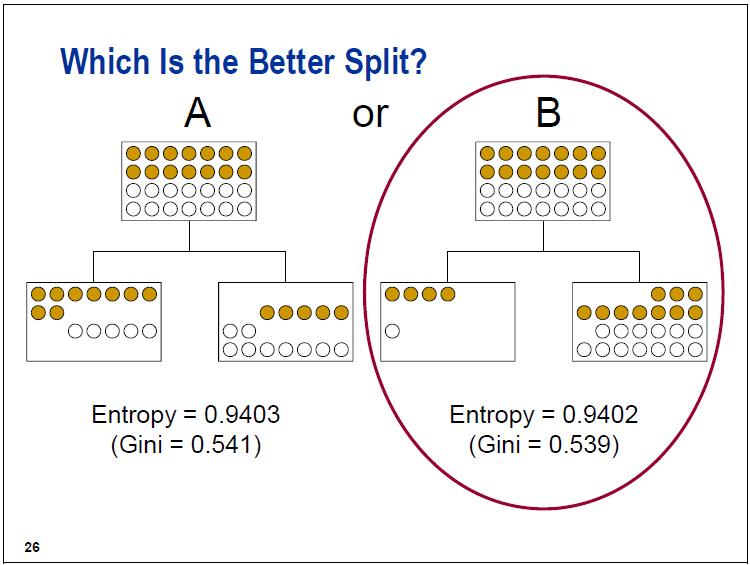 Which Is the Better Split?
A or B
Entropy = 0.9403
(Gini = 0.541)
Entropy = 0.9402
(Gini = 0.539)
26